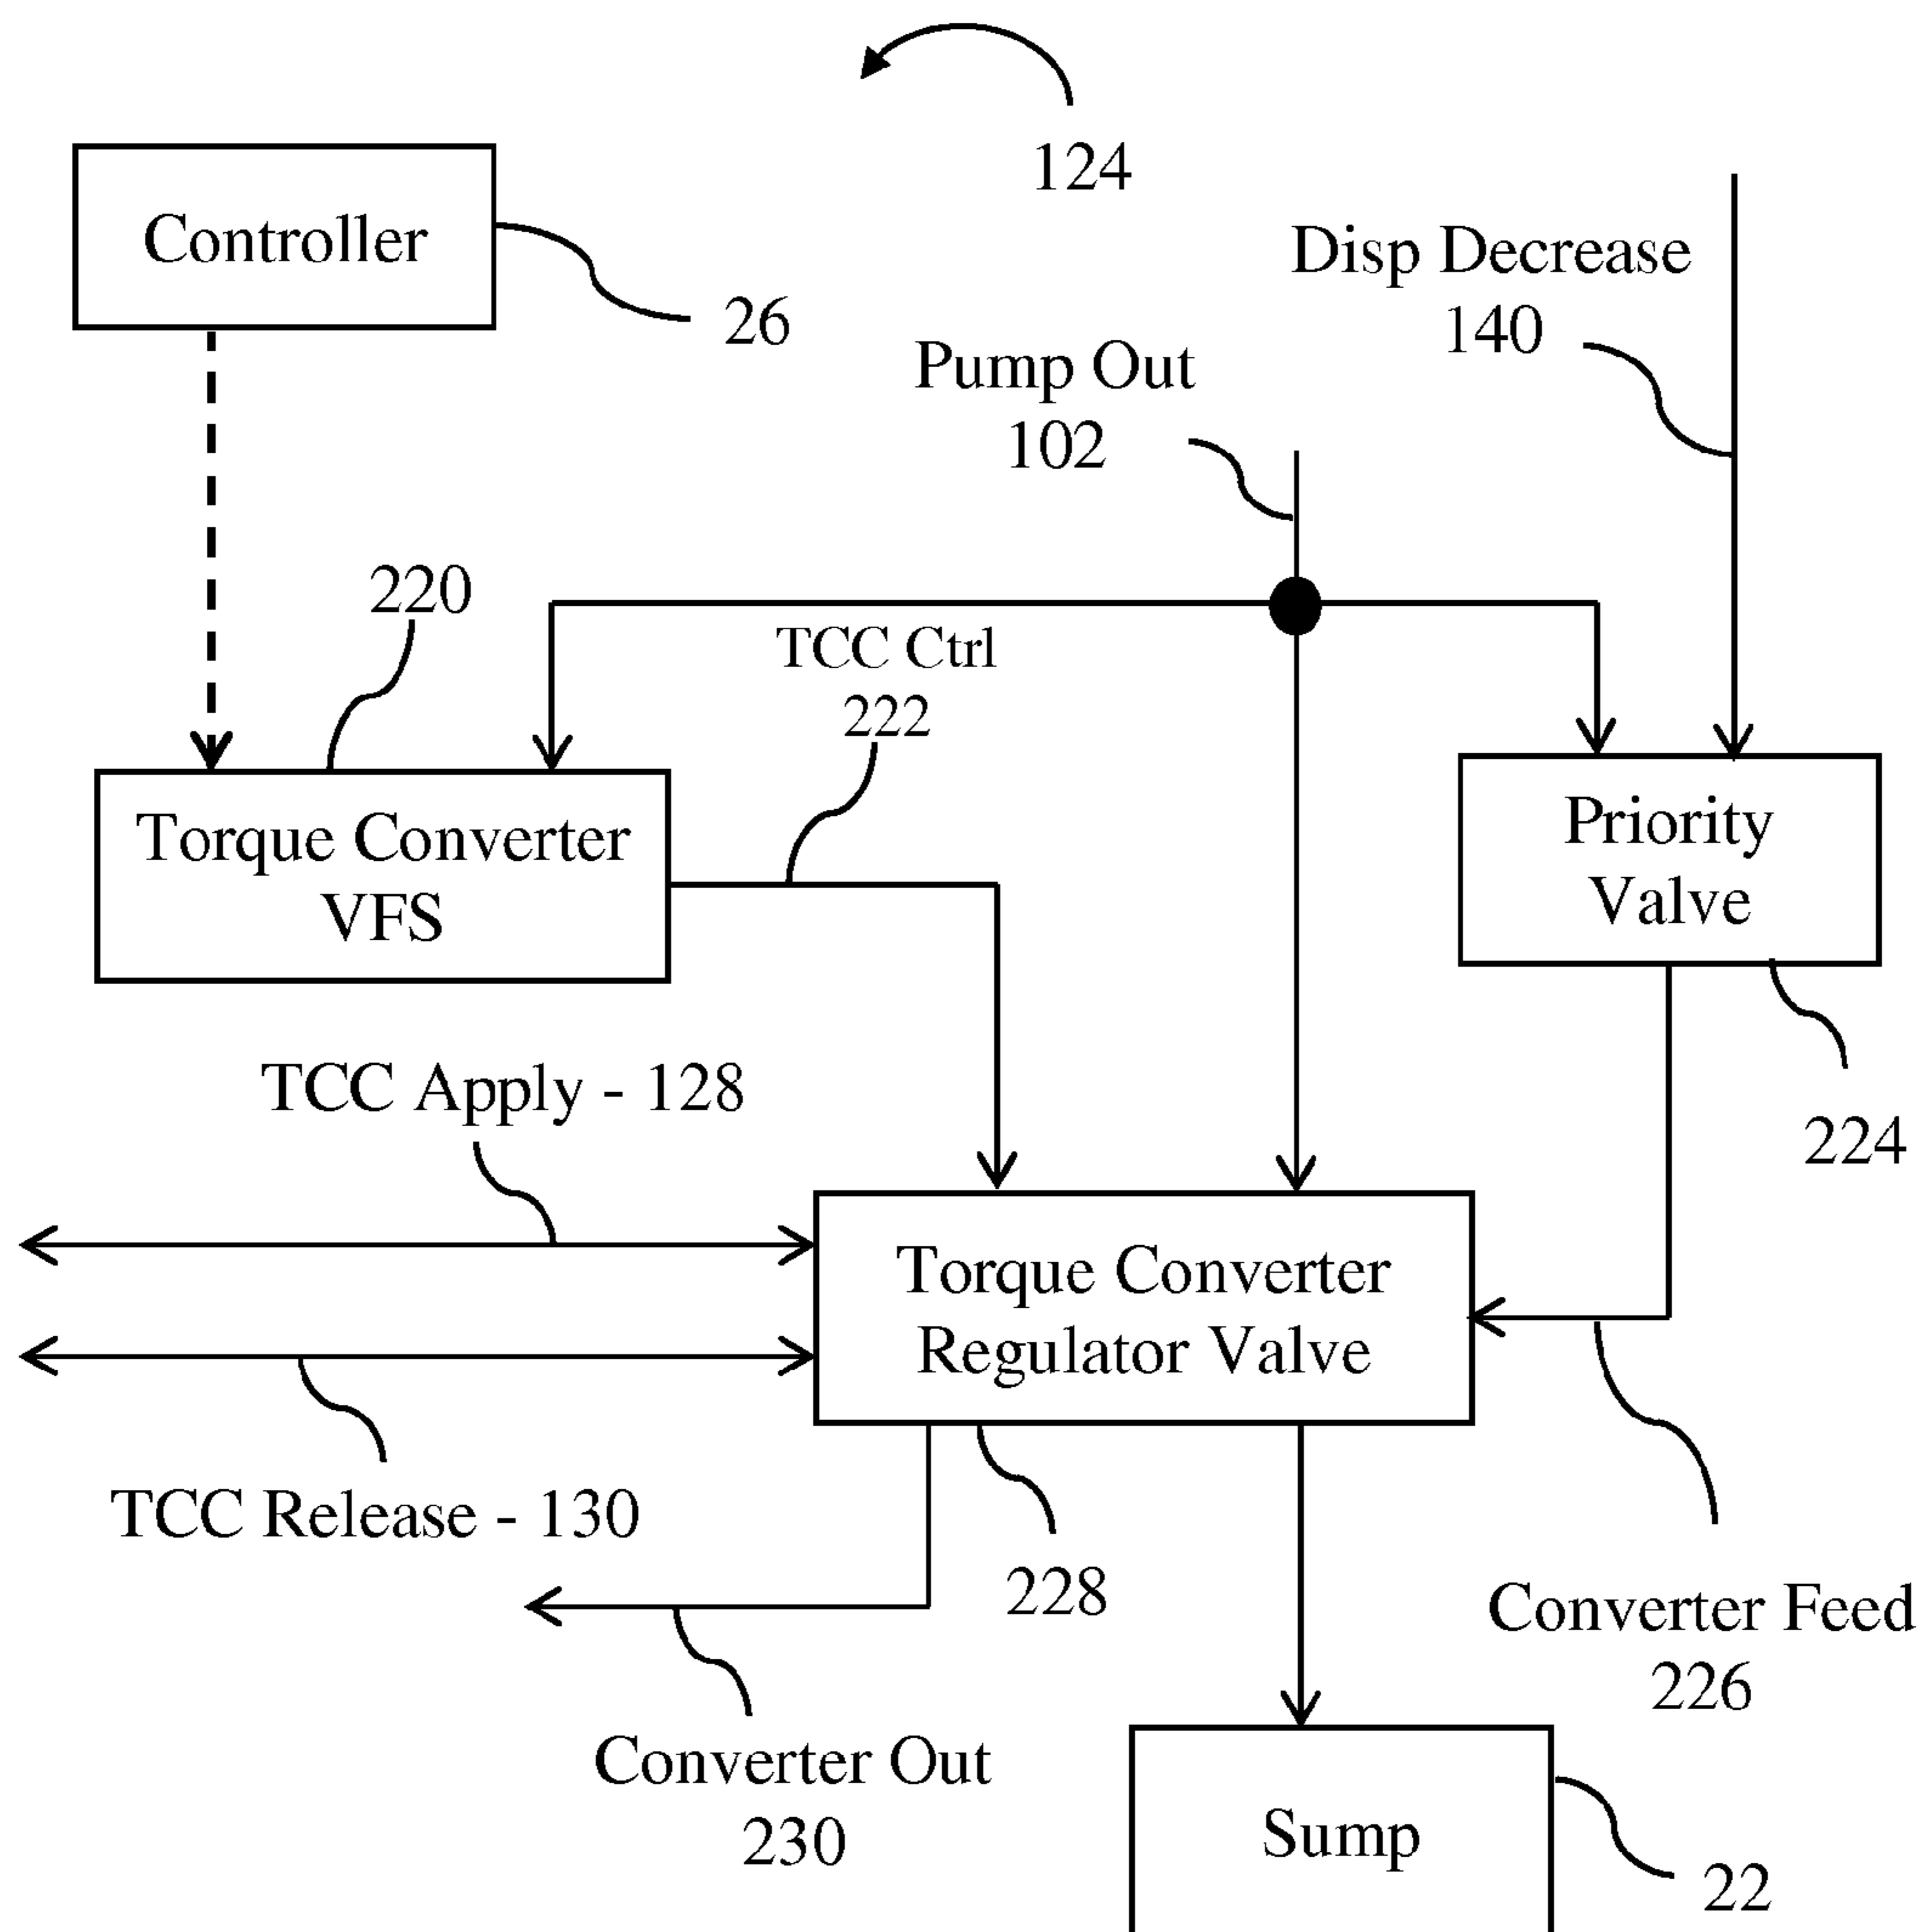 124
Controller
26
Disp Decrease
140
Pump Out
102
220
TCC Ctrl
222
Torque Converter
VFS
Priority
Valve
224
TCC Apply - 128
Torque Converter
Regulator Valve
TCC Release - 130
228
Converter Feed
226
Converter Out
230
Sump
22